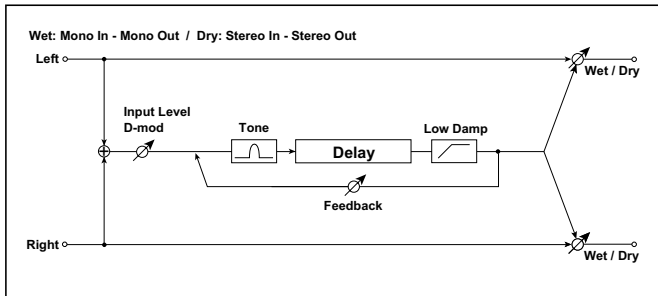 Wet: Mono In - Mono Out / Dry: Stereo In - Stereo Out
Left
Wet / Dry
Input Level
D-mod
Tone
Delay
Low Damp
Feedback
Right
Wet / Dry